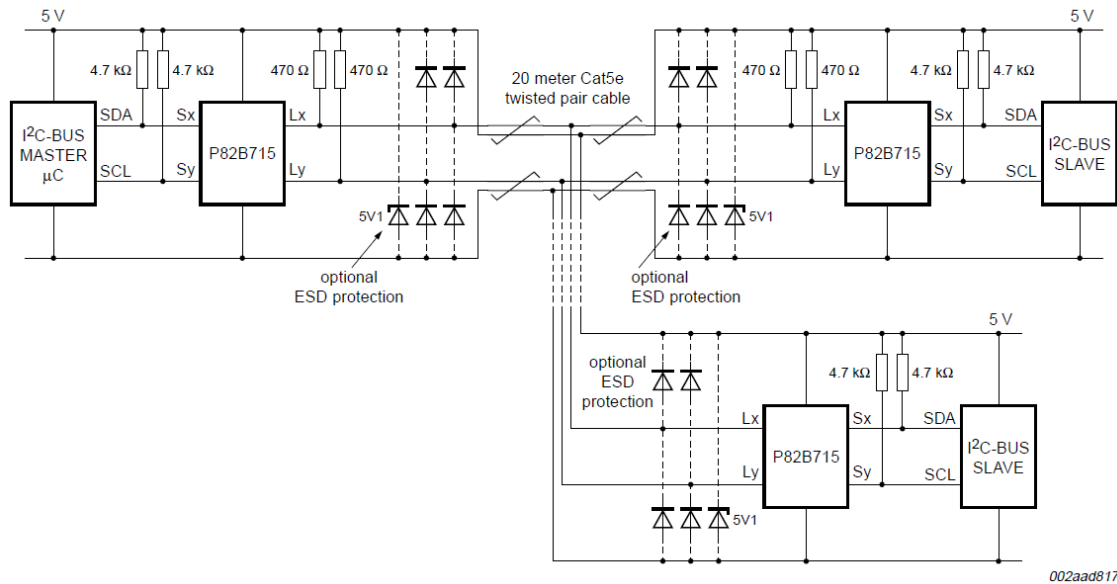 5 V
4.7 kΩ
4.7 kΩ
470 Ω
470 Ω
I²C-BUS
MASTER
μC
SDA
SCL
Sx
Sy
P82B715
Lx
Ly
5V1
optional
ESD protection
20 meter Cat5e
twisted pair cable
5V1
optional
ESD protection
470 Ω
470 Ω
Lx
Ly
P82B715
Sx
Sy
4.7 kΩ
4.7 kΩ
SDA
SCL
5 V
I²C-BUS
SLAVE
optional
ESD
protection
5V1
Lx
Ly
P82B715
Sx
Sy
4.7 kΩ
4.7 kΩ
SDA
SCL
5 V
I²C-BUS
SLAVE
002aad817